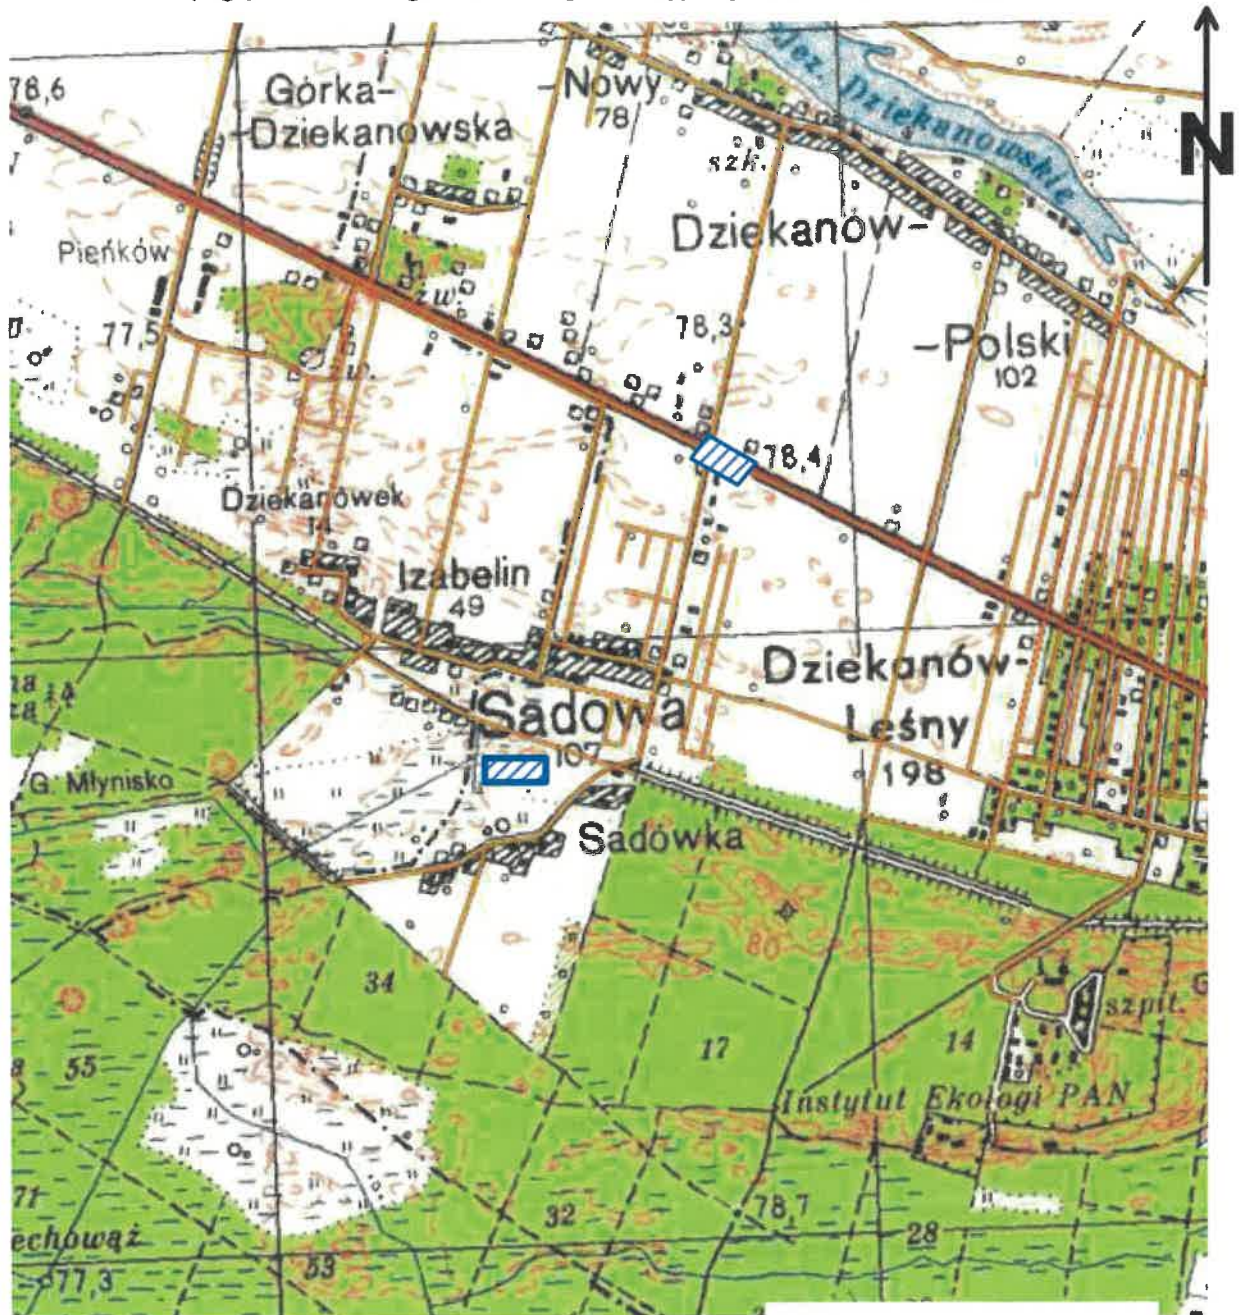 78,6
Górka-
-Dziekanowska
-Nowy
78
jez. Dziekanowskie
N
szk.
Dziekanów-
Pieńków
żw.
77,5
78,3
-Polski
102
78,4
Dziekanówek
14
Izabelin
49
Dziekanów-
Leśny
198
Sadowa
107
G. Młynisko
Sadówka
80
34
szpit.
55
17
14
Instytut Ekologi PAN
71
32
78,7
28
echowąż
53
77,3